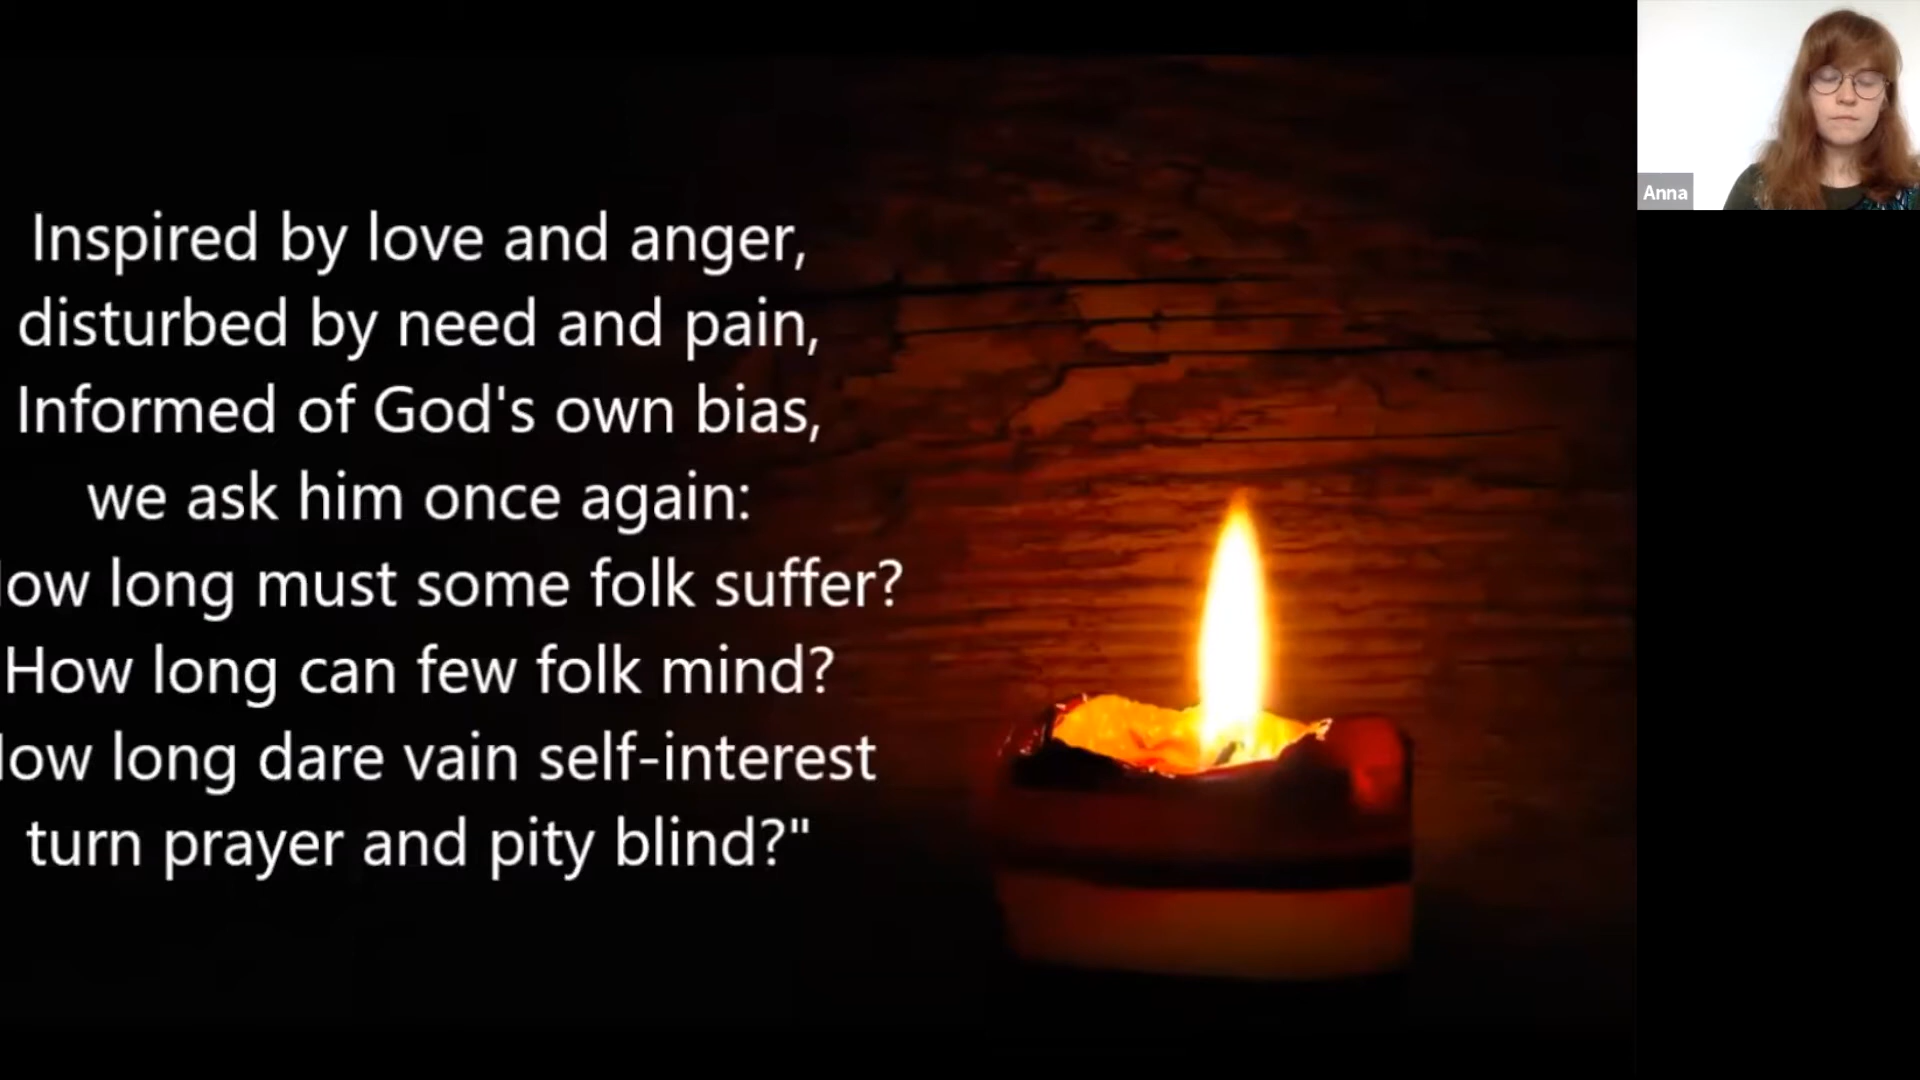 Inspired by love and anger,
disturbed by need and pain,
Informed of God's own bias,
we ask him once again:
ow long must some folk suffer?
How long can few folk mind?
ow long dare vain self-interest
turn prayer and pity blind?"
Anna